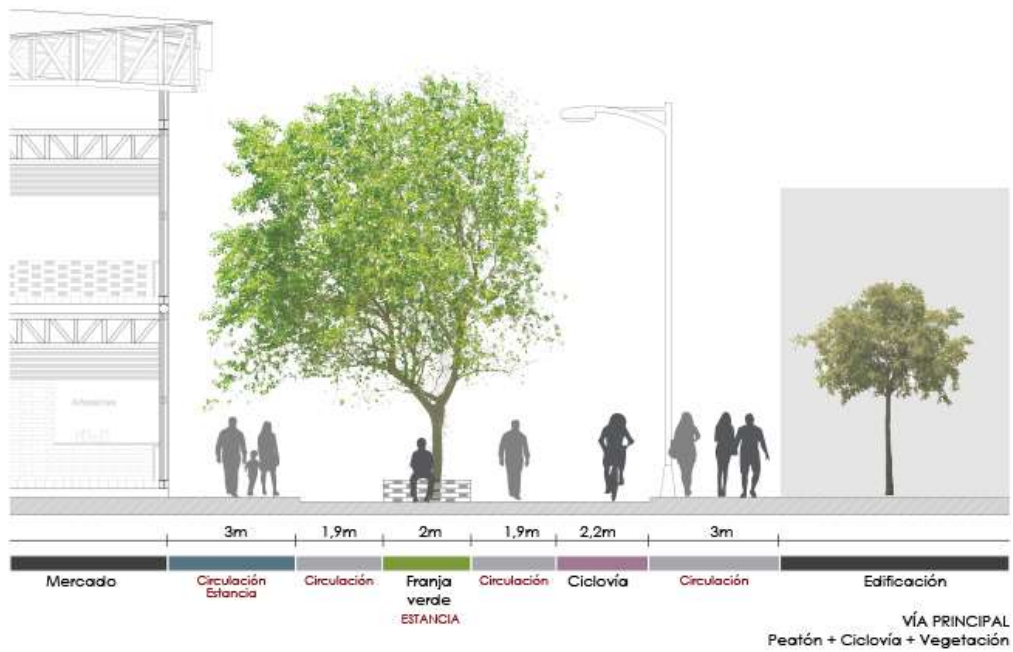 Artesanías
3m 1,9m 2m 1,9m 2,2m 3m
Mercado Circulación Circulación Franja Circulación Ciclovía Circulación Edificación
Estancia verde
ESTANCIA
VÍA PRINCIPAL
Peatón + Ciclovía + Vegetación